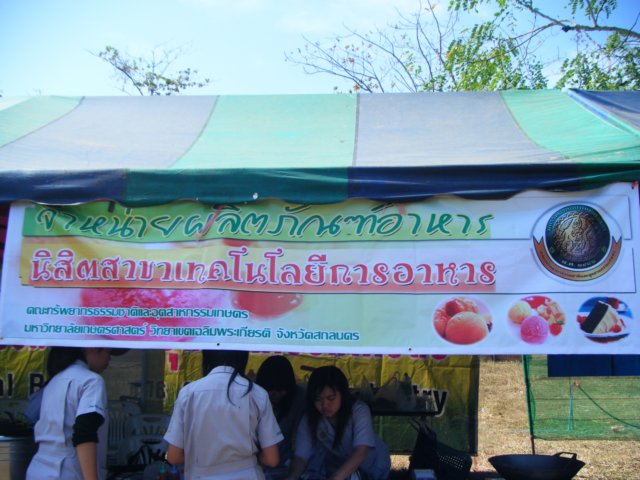 จำหน่ายผลิตภัณฑ์อาหาร
นิสิตสาขาเทคโนโลยีการอาหาร
คณะทรัพยากรธรรมชาติและอุตสาหกรรมเกษตร
มหาวิทยาลัยเกษตรศาสตร์ วิทยาเขตเฉลิมพระเกียรติ จังหวัดสกลนคร